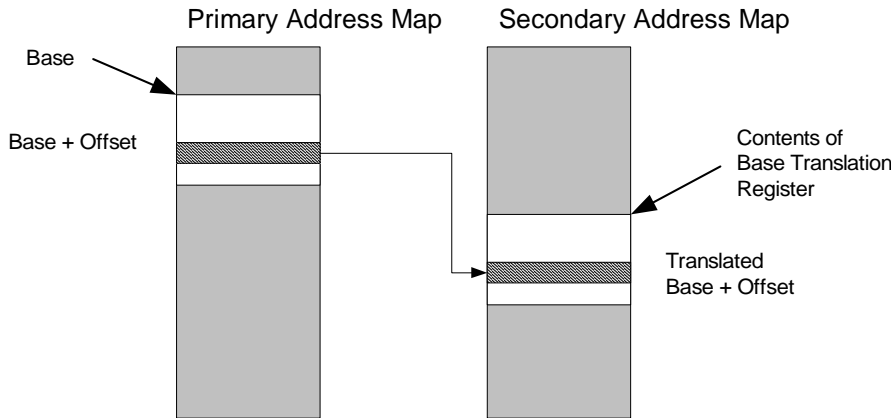 Primary Address Map
Secondary Address Map
Base
Base + Offset
Contents of
Base Translation
Register
Translated
Base + Offset